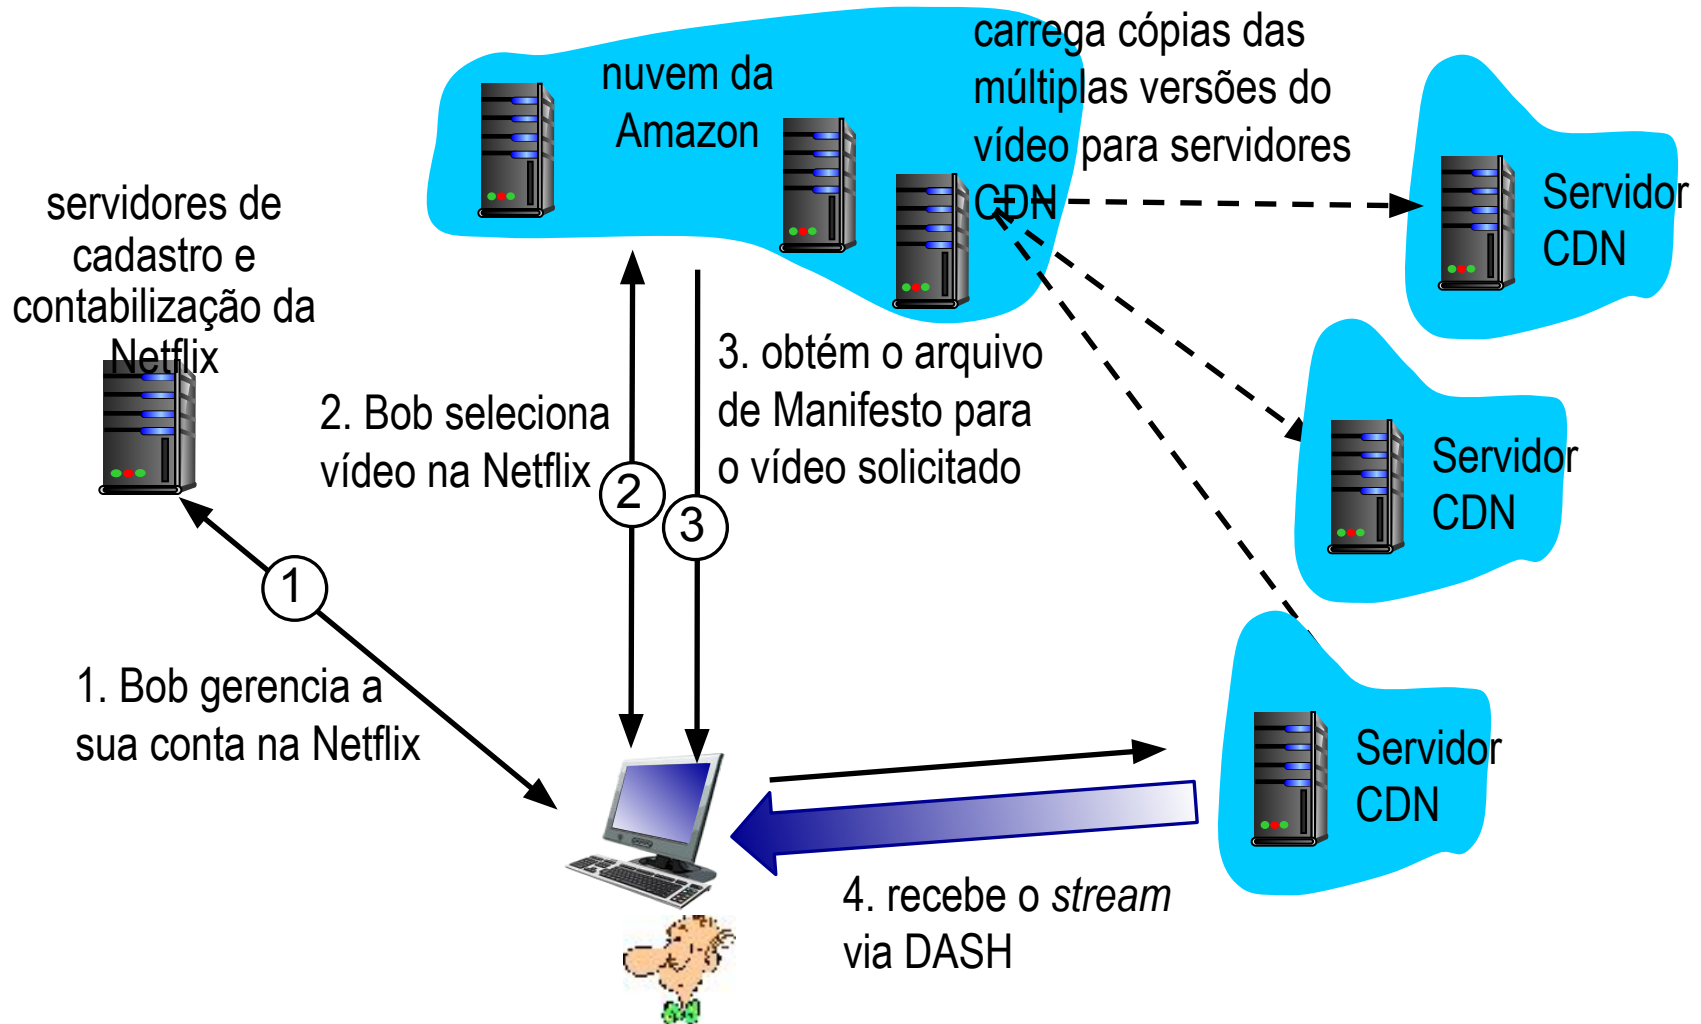 nuvem da
Amazon
carrega cópias das
múltiplas versões do
vídeo para servidores
CDN
Servidor
CDN
servidores de
cadastro e
contabilização da
Netflix
3. obtém o arquivo
de Manifesto para
o vídeo solicitado
2. Bob seleciona
vídeo na Netflix
2
3
Servidor
CDN
1
1. Bob gerencia a
sua conta na Netflix
Servidor
CDN
4. recebe o stream
via DASH